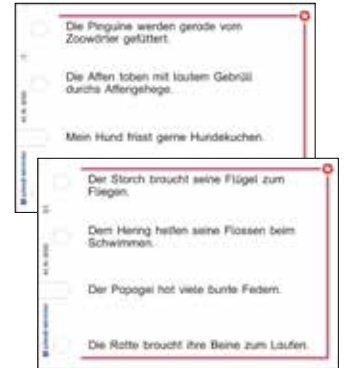 Die Pinguine werden gerade vom
Zoowärter gefüttert.
Die Affen toben mit lautem Gebrüll
durchs Affengehege.
Mein Hund frisst gerne Hundekuchen.
Der Storch braucht seine Flügel zum
Fliegen.
Dem Hering helfen seine Flossen beim
Schwimmen.
Der Papagei hat viele bunte Federn.
Die Ratte braucht ihre Beine zum Laufen.